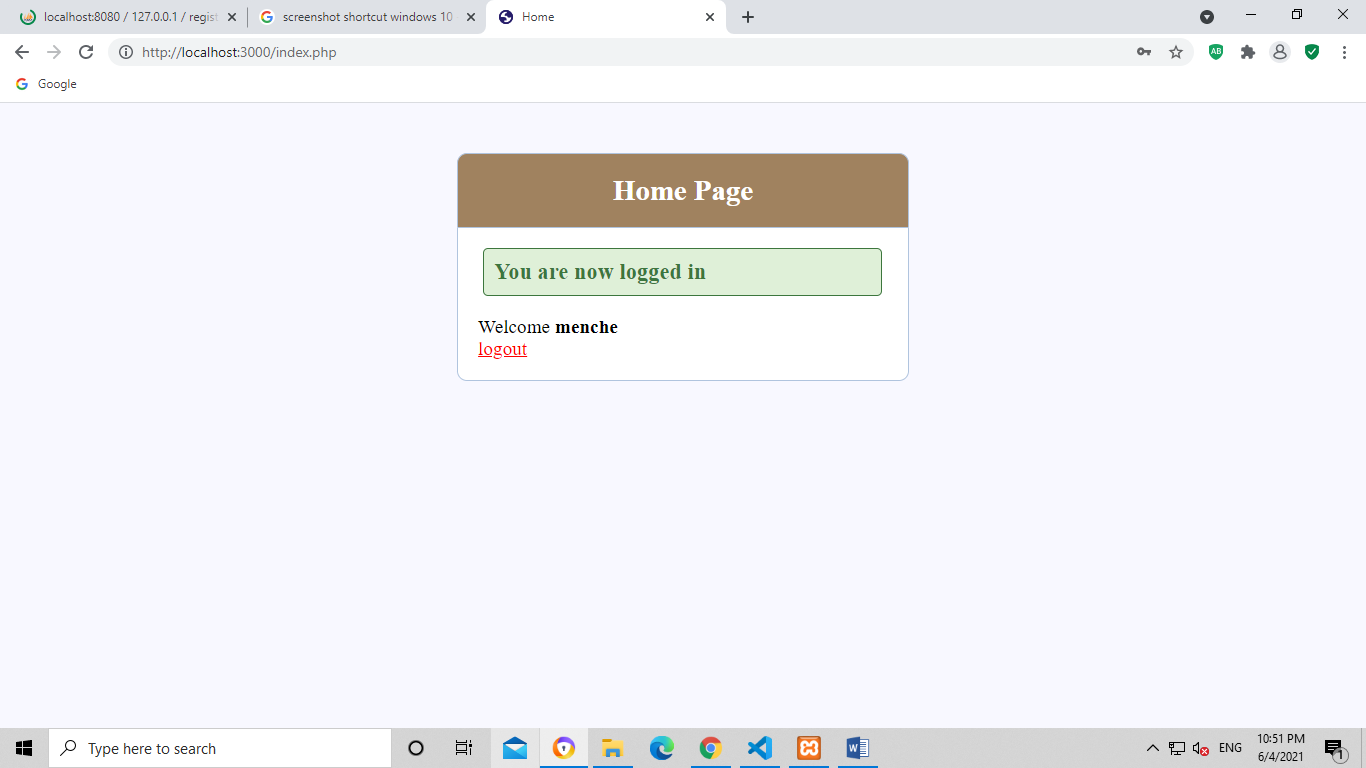 localhost:8080 / 127.0.0.1 / regist
screenshot shortcut windows 10
Home
http://localhost:3000/index.php
Google
Home Page
You are now logged in
Welcome menche
logout
Type here to search
ENG
10:51 PM
6/4/2021
1